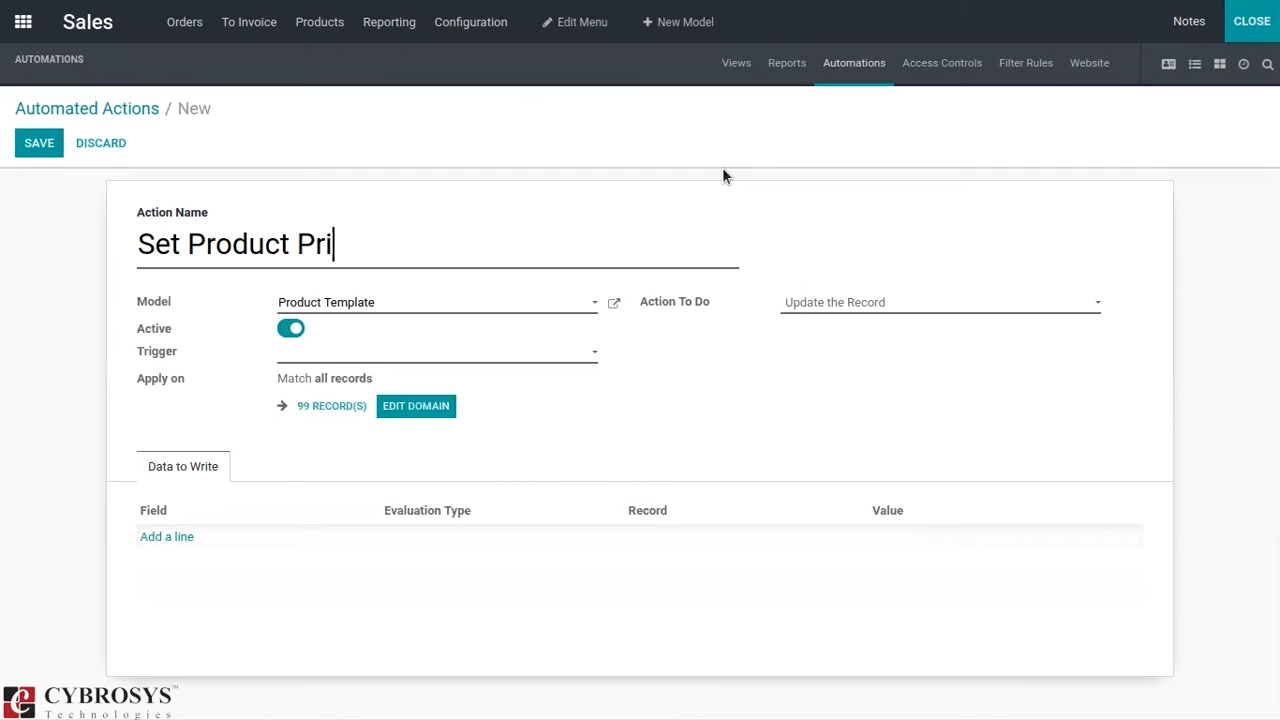 Sales Orders To Invoice Products Reporting Configuration Edit Menu + New Model Notes CLOSE
AUTOMATIONS Views Reports Automations Access Controls Filter Rules Website
Automated Actions / New
SAVE DISCARD
Action Name
Set Product Pri
Model Product Template Action To Do Update the Record
Active
Trigger
Apply on Match all records
99 RECORD(S) EDIT DOMAIN
Data to Write
Field Evaluation Type Record Value
Add a line
CYBROSYS™
Technologies